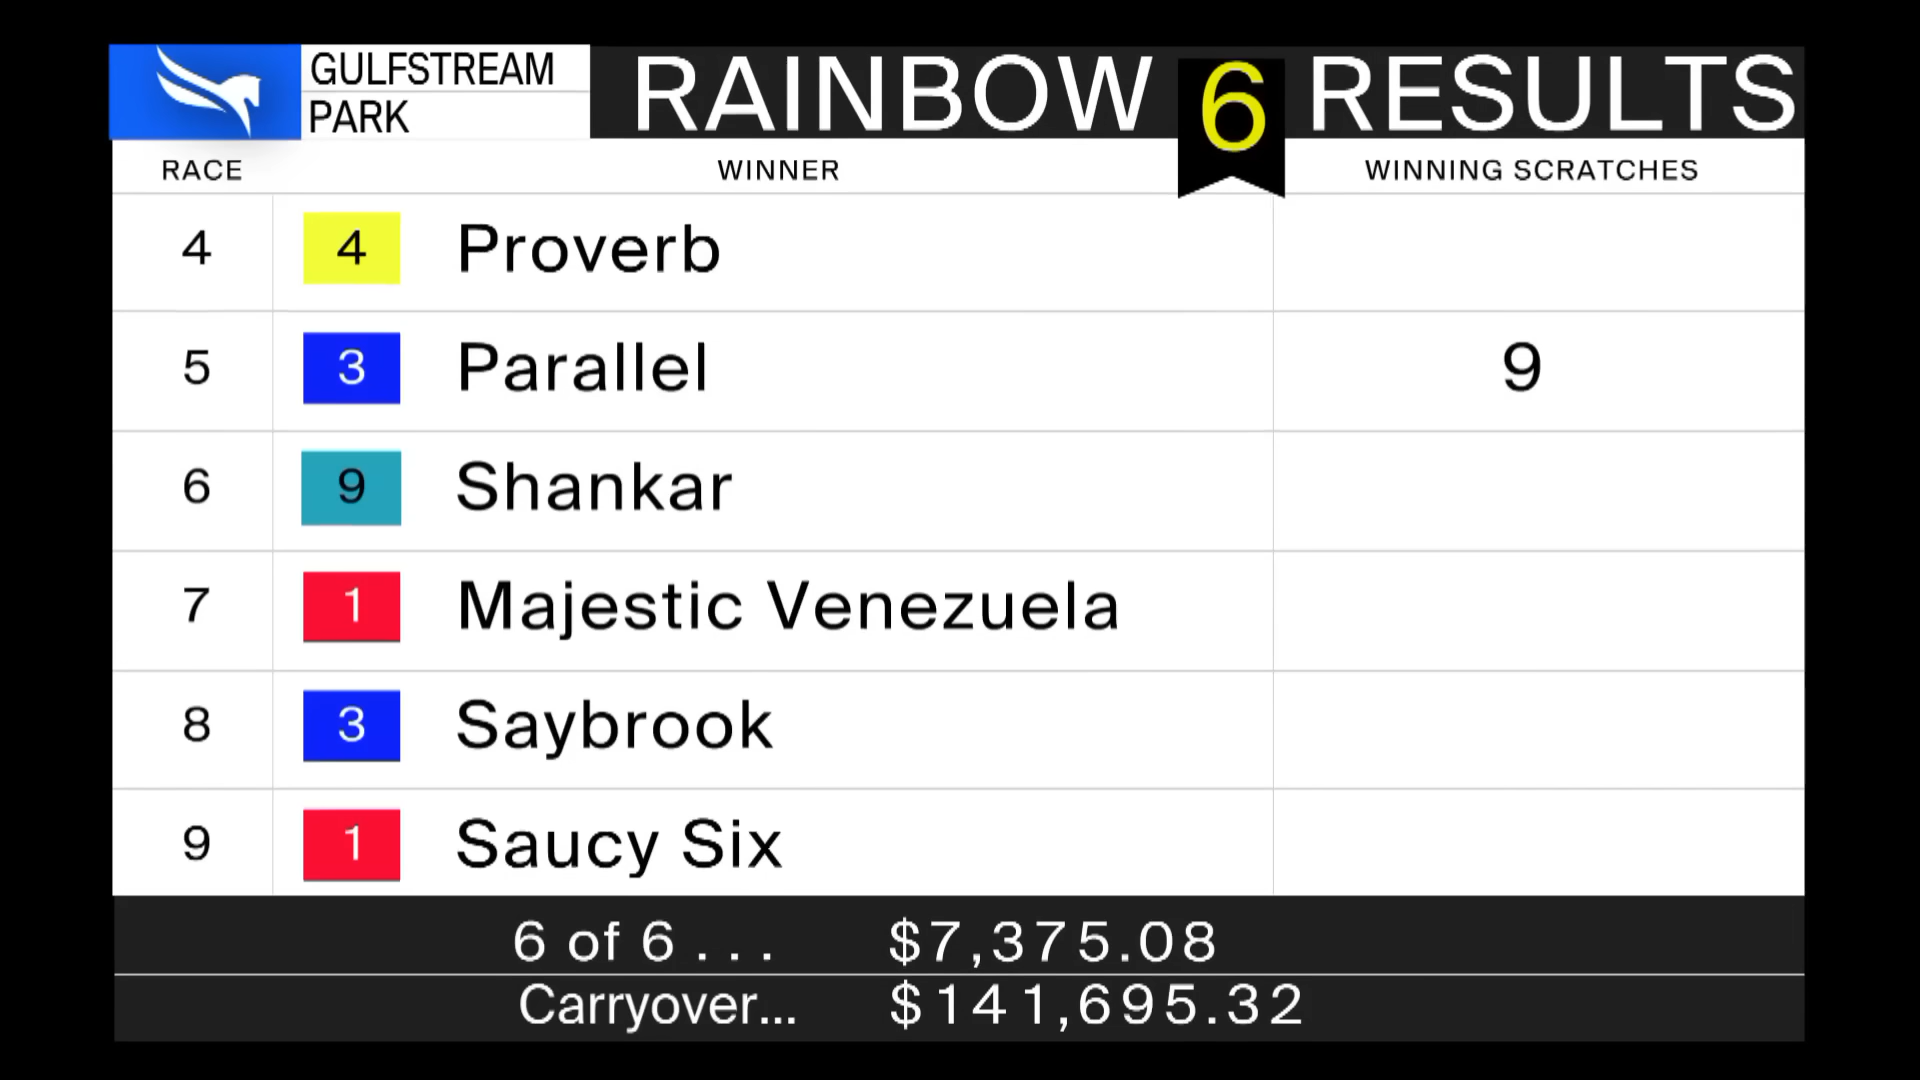 GULFSTREAM
PARK
RAINBOW 6 RESULTS
RACE WINNER WINNING SCRATCHES
4 4 Proverb
5 3 Parallel 9
6 9 Shankar
7 1 Majestic Venezuela
8 3 Saybrook
9 1 Saucy Six
6 of 6 . . . $7,375.08
Carryover... $141,695.32